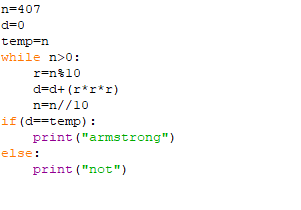 n=407
d=0
temp=n
while n>0:
    r=n%10
    d=d+(r*r*r)
    n=n//10
if(d==temp):
    print("armstrong")
else:
    print("not")